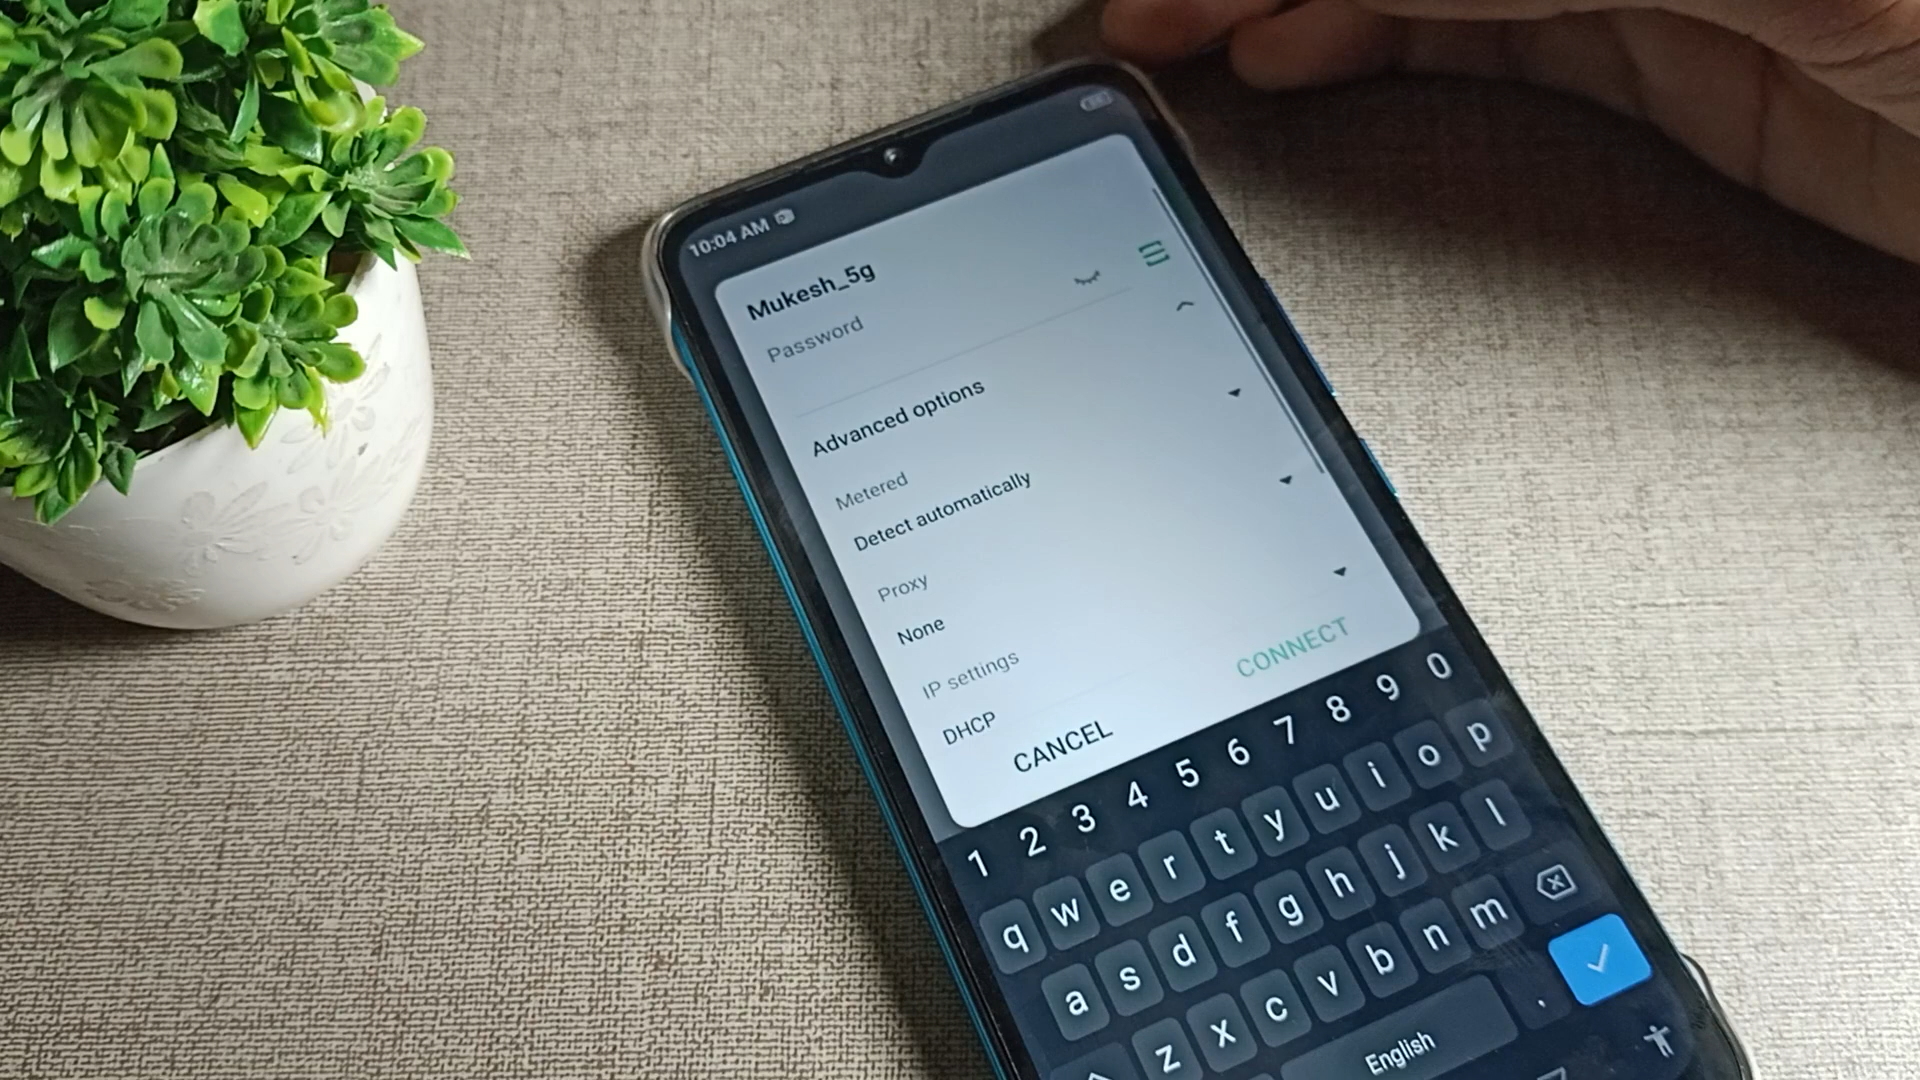 10:04 AM
Mukesh_5g
Password
Advanced options
Metered
Detect automatically
Proxy
None
IP settings
DHCP
CANCEL
CONNECT
1 2 3 4 5 6 7 8 9 0
q w e r t y u i o p
a s d f g h j k l
z x c v b n m
English .